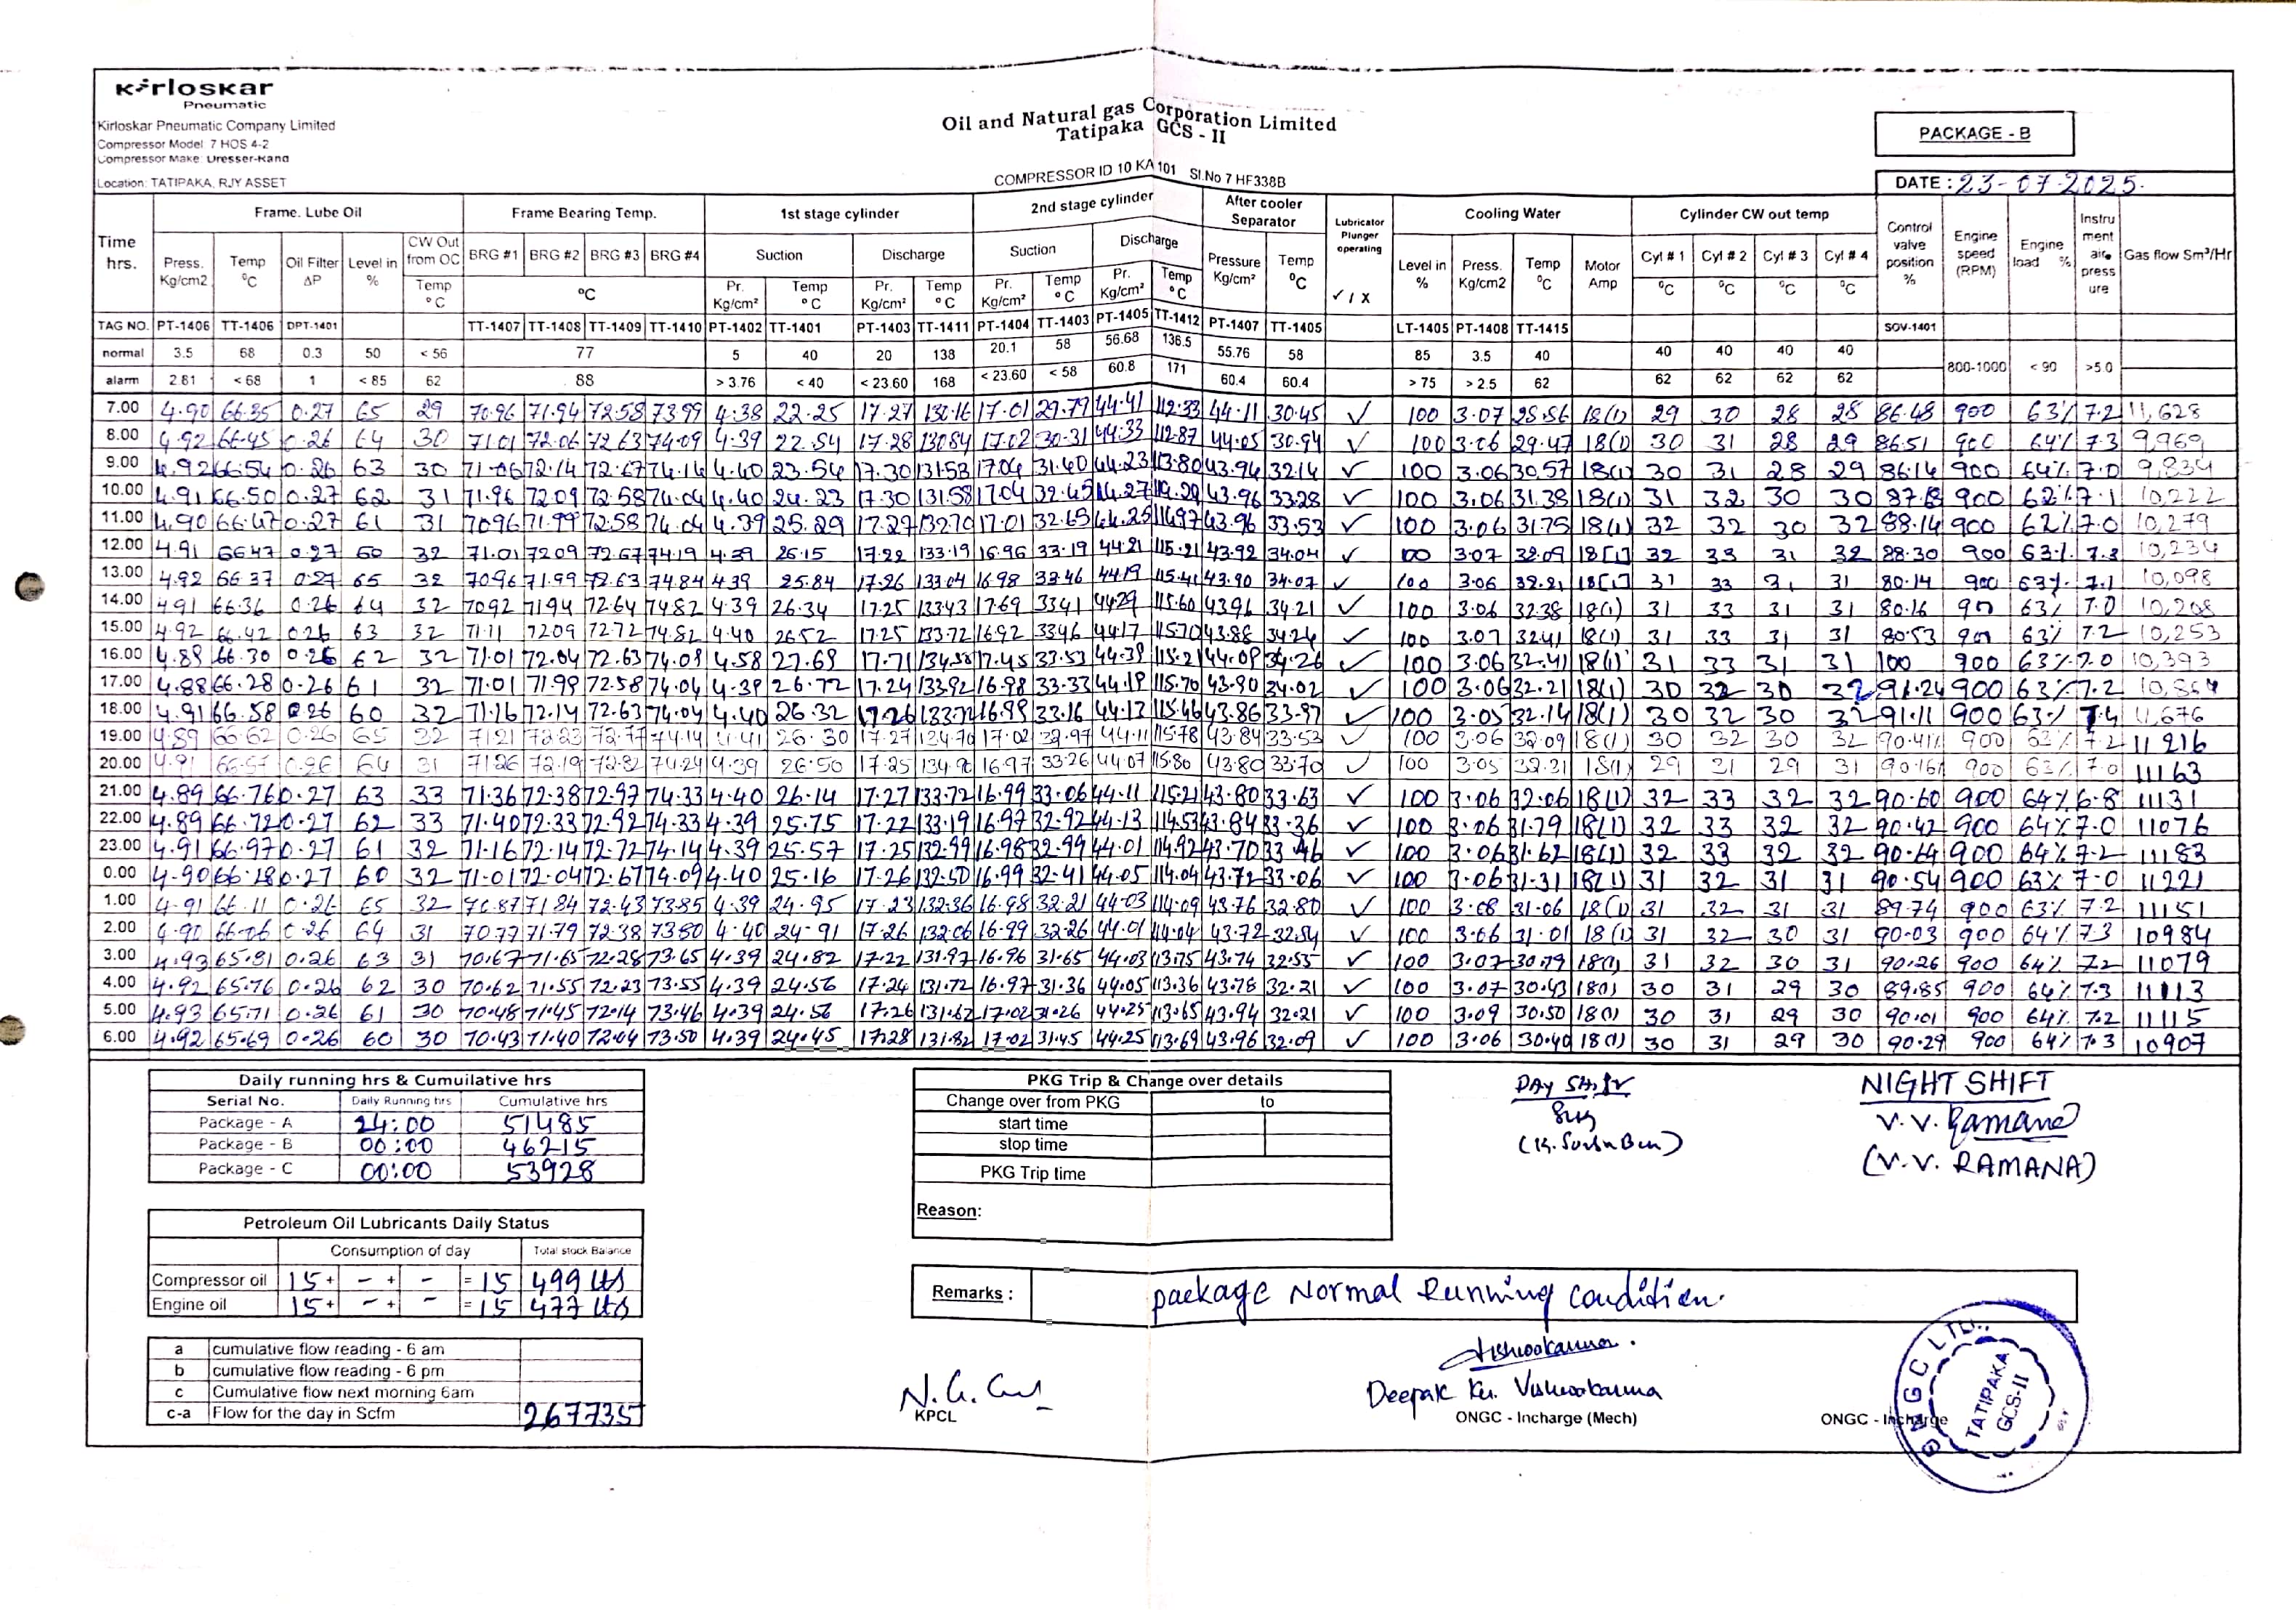 Kirloskar
Pneumatic
Kirloskar Pneumatic Company Limited
Compressor Model 7 HOS 4-2
Compressor Make: Dresser-Rand
Location: TATIPAKA, RJY ASSET
Oil and Natural gas Corporation Limited
Tatipaka GCS - II
COMPRESSOR ID 10 KA 101 Sl.No 7 HF338B
PACKAGE - B
DATE : 23-07-2025.
Time hrs. Frame. Lube Oil Frame Bearing Temp. 1st stage cylinder 2nd stage cylinder After cooler Separator Lubricator Plunger operating Cooling Water Cylinder CW out temp Control valve position % Engine speed (RPM) Engine load % Instru ment air press ure Gas flow Sm³/Hr
Press. Kg/cm2 Temp ºC Oil Filter ΔP Level in % CW Out from OC Temp ºC BRG #1 BRG #2 BRG #3 BRG #4 ºC Suction Discharge Suction Discharge Pressure Kg/cm² Temp ºC ✓ / X Level in % Press. Kg/cm2 Temp ºC Motor Amp Cyl # 1 Cyl # 2 Cyl # 3 Cyl # 4
Pr. Kg/cm² Temp ºC Pr. Kg/cm² Temp ºC Pr. Kg/cm² Temp ºC Pr. Kg/cm² Temp ºC ºC ºC ºC ºC
TAG NO. PT-1406 TT-1406 DPT-1401 TT-1407 TT-1408 TT-1409 TT-1410 PT-1402 TT-1401 PT-1403 TT-1411 PT-1404 TT-1403 PT-1405 TT-1412 PT-1407 TT-1405 LT-1405 PT-1408 TT-1415 SOV-1401
normal 3.5 68 0.3 50 < 56 77 5 40 20 138 20.1 58 56.68 136.5 55.76 58 85 3.5 40 40 40 40 40 800-1000 < 90 >5.0
alarm 2.81 < 68 1 < 85 62 88 > 3.76 < 40 < 23.60 168 < 23.60 < 58 60.8 171 60.4 60.4 > 75 > 2.5 62 62 62 62 62
7.00 4.90 66.35 0.27 65 29 70.96 71.94 72.58 73.99 4.38 22.25 17.27 130.16 17.01 29.79 44.41 112.33 44.11 30.45 ✓ 100 3.07 28.56 18(1) 29 30 28 28 86.48 900 63% 7.2 11,628
8.00 4.92 66.45 0.26 64 30 71.01 72.06 72.63 74.09 4.39 22.54 17.28 130.84 17.02 30.31 44.33 112.87 44.05 30.94 ✓ 100 3.06 29.47 18(1) 30 31 28 29 86.51 900 64% 7.3 9,969
9.00 4.92 66.54 0.26 63 30 71.06 72.14 72.67 74.14 4.40 23.54 17.30 131.53 17.04 31.40 44.23 113.80 43.94 32.14 ✓ 100 3.06 30.57 18(1) 30 31 28 29 86.14 900 64% 7.0 9,834
10.00 4.91 66.50 0.27 62 31 71.96 72.09 72.58 74.04 4.40 24.23 17.30 131.58 17.04 32.45 44.27 43.96 33.28 ✓ 100 3.06 31.38 18(1) 31 32 30 30 900 62% 7.1 10,222
11.00 4.90 66.47 0.27 61 31 70.96 71.99 72.58 74.04 4.39 25.29 17.27 132.70 17.01 32.65 44.25 114.97 43.96 33.53 ✓ 100 3.06 31.75 18(1) 32 32 30 32 88.14 900 62% 7.0 10,279
12.00 4.91 66.47 0.27 60 32 71.01 72.09 72.67 74.19 4.39 25.15 17.22 133.19 16.96 33.19 44.21 115.21 43.92 34.04 ✓ 100 3.07 32.09 18[1] 32 33 31 32 88.30 900 63% 7.3 10,234
13.00 4.92 66.37 0.27 65 32 70.96 71.99 72.63 74.84 4.39 25.84 17.26 133.04 16.98 33.46 44.19 115.41 43.90 34.07 ✓ 100 3.06 32.21 18[1] 31 33 31 31 80.14 900 63% 7.1 10,098
14.00 4.91 66.36 0.26 64 32 70.92 71.94 72.64 74.82 4.39 26.34 17.25 133.43 17.69 33.41 44.29 115.60 43.96 34.21 ✓ 100 3.06 32.38 18(1) 31 33 31 31 80.16 900 63% 7.0 10,208
15.00 4.92 66.42 0.26 63 32 71.11 72.09 72.72 74.82 4.40 26.52 17.25 133.72 16.92 33.46 44.17 115.70 43.88 34.24 ✓ 100 3.07 32.41 18(1) 31 33 31 31 80.53 900 63% 7.2 10,253
16.00 4.89 66.30 0.26 62 32 71.01 72.04 72.63 74.09 4.58 27.69 17.71 134.58 17.45 33.53 44.39 115.21 44.09 34.26 ✓ 100 3.06 32.41 18(1) 31 33 31 31 100 900 63% 7.0 10,393
17.00 4.88 66.28 0.26 61 32 71.01 71.99 72.58 74.04 4.39 26.72 17.24 133.92 16.98 33.33 44.19 115.70 43.90 34.02 ✓ 100 3.06 32.21 18(1) 30 32 30 32 91.24 900 63% 7.2
18.00 4.91 66.58 0.26 60 32 71.16 72.14 72.63 74.04 4.40 26.32 17.26 133.72 16.99 33.16 44.13 115.46 43.86 33.97 ✓ 100 3.05 32.14 18(1) 30 32 30 32 91.11 900 63% 7.4 11,676
19.00 4.89 66.62 0.26 65 32 71.21 72.23 72.77 74.14 4.41 26.30 17.27 134.70 17.02 32.97 44.11 115.78 43.84 33.53 ✓ 100 3.06 32.09 18(1) 30 32 30 32 90.41% 900 63% 7.2 11216
20.00 4.91 66.57 0.26 64 31 71.26 72.19 72.82 74.24 4.39 26.50 17.25 134.90 16.97 33.26 44.07 115.80 43.80 33.70 ✓ 100 3.05 32.31 18(1) 29 31 29 31 90.161 900 63% 7.0 11163
21.00 4.89 66.76 0.27 63 33 71.36 72.38 72.97 74.33 4.40 26.14 17.27 133.72 16.99 33.06 44.11 115.21 43.80 33.63 ✓ 100 3.06 32.06 18(1) 32 33 32 32 90.60 900 64% 6.8 11131
22.00 4.89 66.72 0.27 62 33 71.40 72.33 72.92 74.33 4.39 25.75 17.22 133.19 16.97 32.92 44.13 114.53 43.84 33.36 ✓ 100 3.06 31.79 18(1) 32 33 32 32 90.42 900 64% 7.0 11076
23.00 4.91 66.97 0.27 61 32 71.16 72.14 72.72 74.14 4.39 25.57 17.25 132.99 16.98 32.99 44.01 114.92 43.70 33.46 ✓ 100 3.06 31.62 18(1) 32 33 32 32 90.64 900 64% 7.2 11183
0.00 4.90 66.28 0.27 60 32 71.01 72.04 72.67 74.09 4.40 25.16 17.26 132.50 16.99 32.41 44.05 114.04 43.72 33.06 ✓ 100 3.06 31.31 18(1) 31 32 31 31 90.54 900 63% 7.0 11221
1.00 4.91 66.11 0.26 65 32 70.87 71.84 72.43 73.85 4.39 24.95 17.23 132.36 16.98 32.21 44.03 114.09 43.76 32.80 ✓ 100 3.08 31.06 18(1) 31 32 31 31 89.74 900 63% 7.2 11151
2.00 4.90 66.06 0.26 64 31 70.77 71.79 72.38 73.80 4.40 24.91 17.26 132.06 16.99 32.26 44.01 114.04 43.72 32.54 ✓ 100 3.06 31.01 18(1) 31 32 30 31 90.03 900 64% 7.3 10984
3.00 4.93 65.81 0.26 63 31 70.67 71.65 72.28 73.65 4.39 24.82 17.22 131.97 16.96 31.65 44.03 113.75 43.74 32.55 ✓ 100 3.07 30.79 18(1) 31 32 30 31 90.26 900 64% 7.2 11079
4.00 4.92 65.76 0.26 62 30 70.62 71.55 72.23 73.55 4.39 24.56 17.24 131.72 16.97 31.36 44.05 113.36 43.78 32.31 ✓ 100 3.07 30.43 18(1) 30 31 29 30 89.85 900 64% 7.3 11113
5.00 4.93 65.71 0.26 61 30 70.48 71.45 72.14 73.46 4.39 24.56 17.26 131.62 17.02 31.26 44.25 113.65 43.94 32.21 ✓ 100 3.09 30.50 18(1) 30 31 29 30 90.01 900 64% 7.2 11115
6.00 4.92 65.69 0.26 60 30 70.43 71.40 72.04 73.50 4.39 24.45 17.28 131.82 17.02 31.45 44.25 113.69 43.96 32.09 ✓ 100 3.06 30.40 18(1) 30 31 29 30 90.29 900 64% 7.3 10907
Daily running hrs & Cumuilative hrs
Serial No. Daily Running hrs Cumulative hrs
Package - A 24:00 51485
Package - B 00:00 46215
Package - C 00:00 53928
PKG Trip & Change over details
Change over from PKG to
start time
stop time
PKG Trip time
Reason:
DAY Shift
NIGHT SHIFT
V.V. Ramana
(V.V. RAMANA)
Petroleum Oil Lubricants Daily Status
Consumption of day Total stock Balance
Compressor oil 15 + - + - = 15 499 Lts
Engine oil 15 + - + - = 15 477 Lts
Remarks : package Normal Running condition.
a cumulative flow reading - 6 am
b cumulative flow reading - 6 pm
c Cumulative flow next morning 6am
c-a Flow for the day in Scfm 267735
KPCL
Vishwokarma.
Deepak Kr. Vishwokarma
ONGC - Incharge (Mech)
ONGC - Incharge
ONGC LTD.,
TATIPAKA
GCS-II